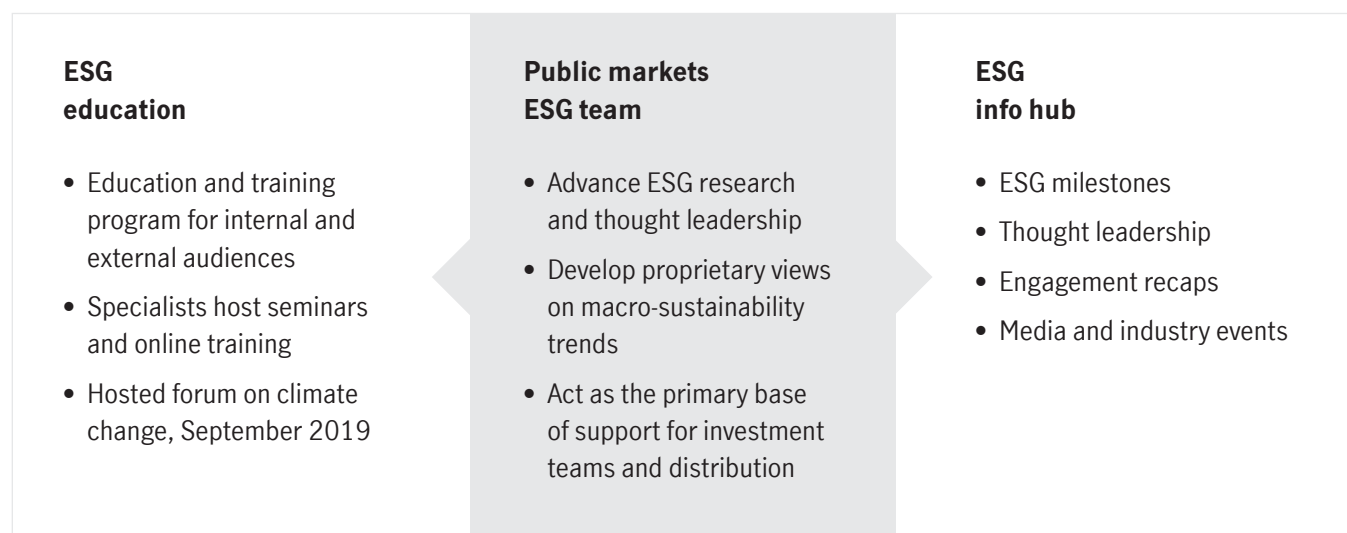 ESG
education
• Education and training
program for internal and
external audiences
• Specialists host seminars
and online training
• Hosted forum on climate
change, September 2019
Public markets
ESG team
• Advance ESG research
and thought leadership
• Develop proprietary views
on macro-sustainability
trends
• Act as the primary base
of support for investment
teams and distribution
ESG
info hub
• ESG milestones
• Thought leadership
• Engagement recaps
• Media and industry events